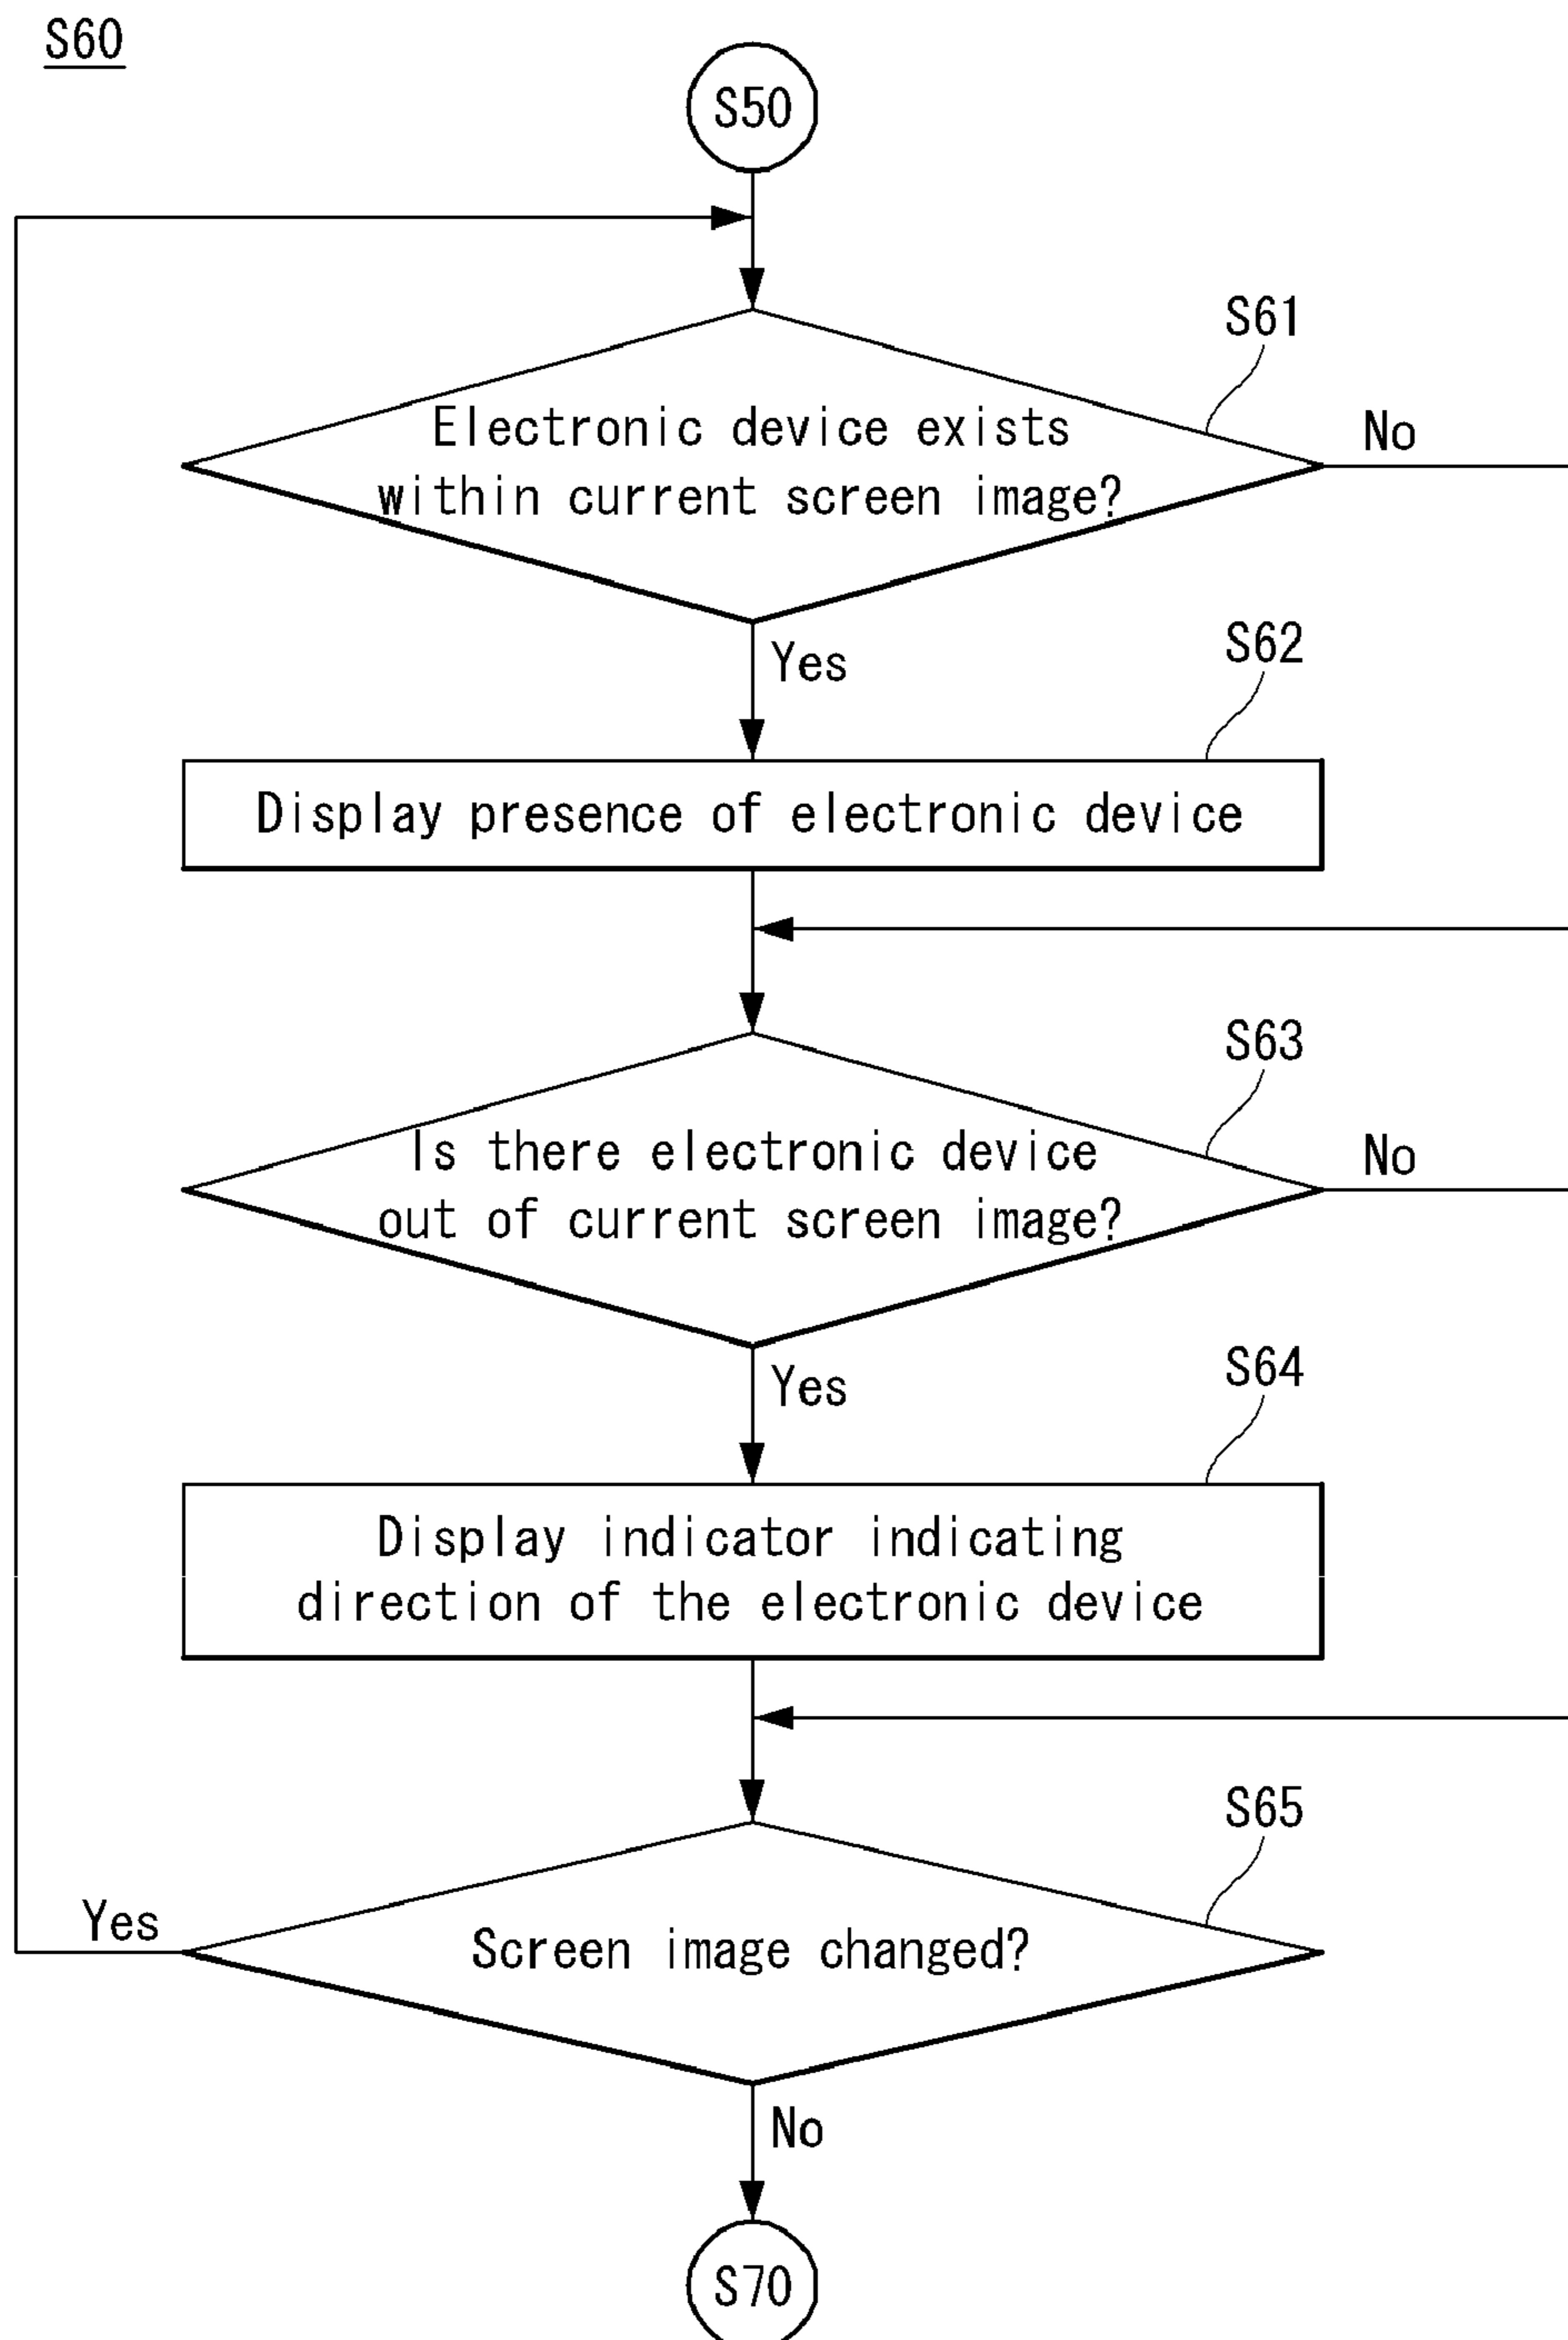 S60
S50
S61
Electronic device exists
within current screen image?
No
Yes
S62
Display presence of electronic device
S63
Is there electronic device
out of current screen image?
No
Yes
S64
Display indicator indicating
direction of the electronic device
S65
Yes
Screen image changed?
No
S70